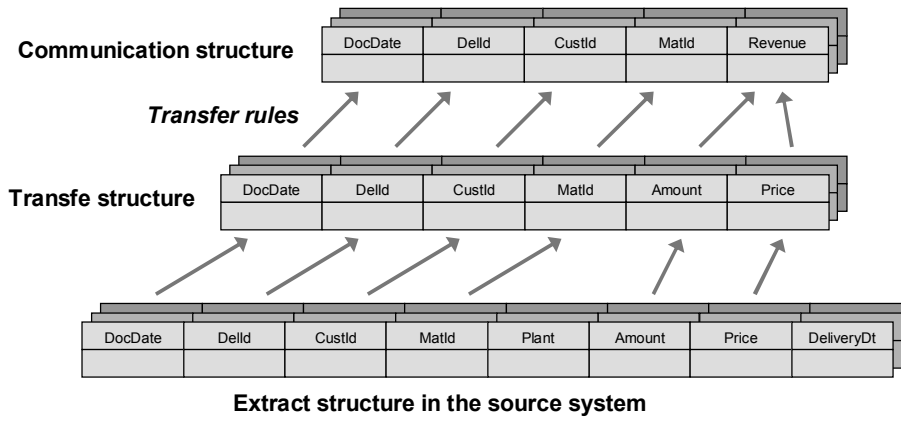 DocDate DelId CustId MatId Revenue
Communication structure
Transfer rules
DocDate DelId CustId MatId Amount Price
Transfe structure
DocDate DelId CustId MatId Plant Amount Price DeliveryDt
Extract structure in the source system